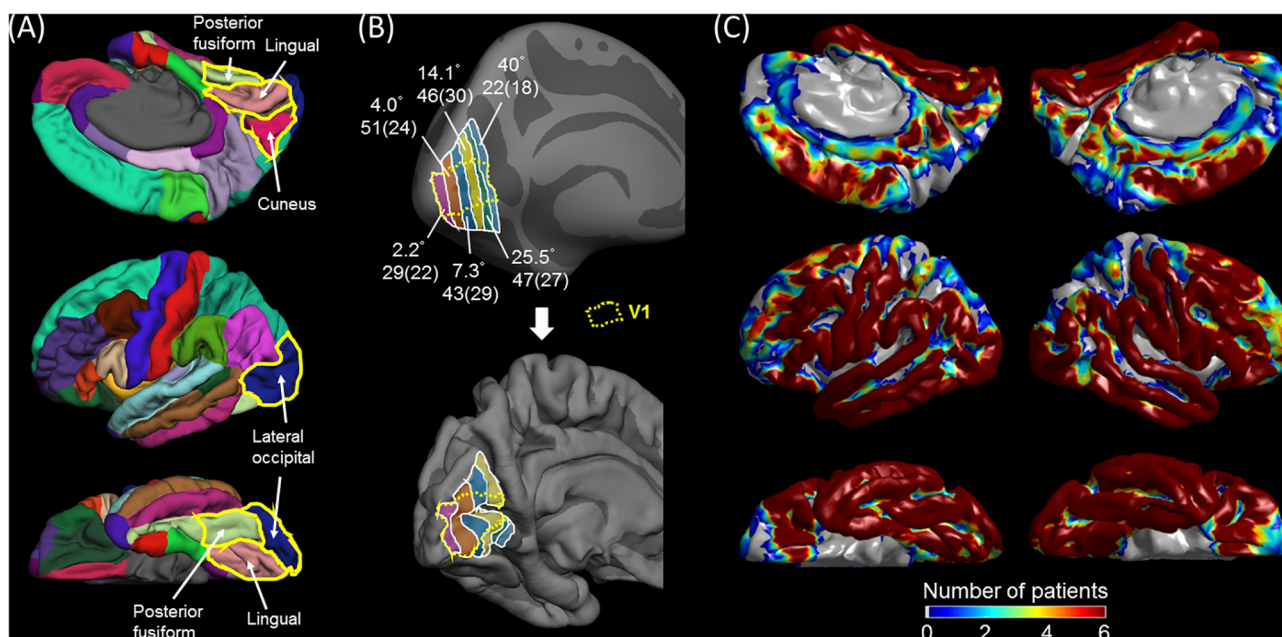 (A)
Posterior
fusiform
Lingual
Cuneus
Lateral
occipital
Posterior
fusiform
Lingual
(B)
14.1°
46(30)
40°
22(18)
4.0°
51(24)
2.2°
29(22)
7.3°
43(29)
25.5°
47(27)
V1
(C)
Number of patients
0 2 4 6